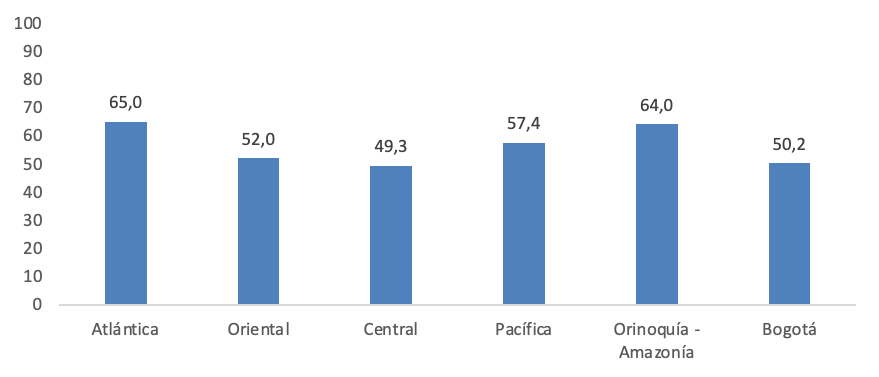 100
90
80
70
60
50
40
30
20
10
0
65,0
52,0
49,3
57,4
64,0
50,2
Atlántica
Oriental
Central
Pacífica
Orinoquía -
Amazonía
Bogotá